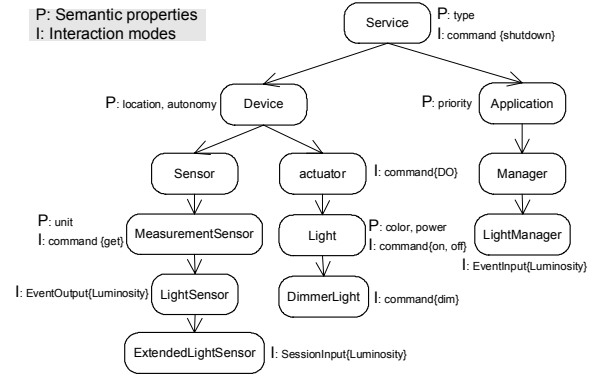 P: Semantic properties
I: Interaction modes
Service
P: type
I: command {shutdown}
P: location, autonomy
Device
P: priority
Application
Sensor
actuator
I: command{DO}
Manager
P: unit
I: command {get}
MeasurementSensor
Light
P: color, power
I: command{on, off}
LightManager
I: EventInput{Luminosity}
I: EventOutput{Luminosity}
LightSensor
DimmerLight
I: command{dim}
ExtendedLightSensor
I: SessionInput{Luminosity}